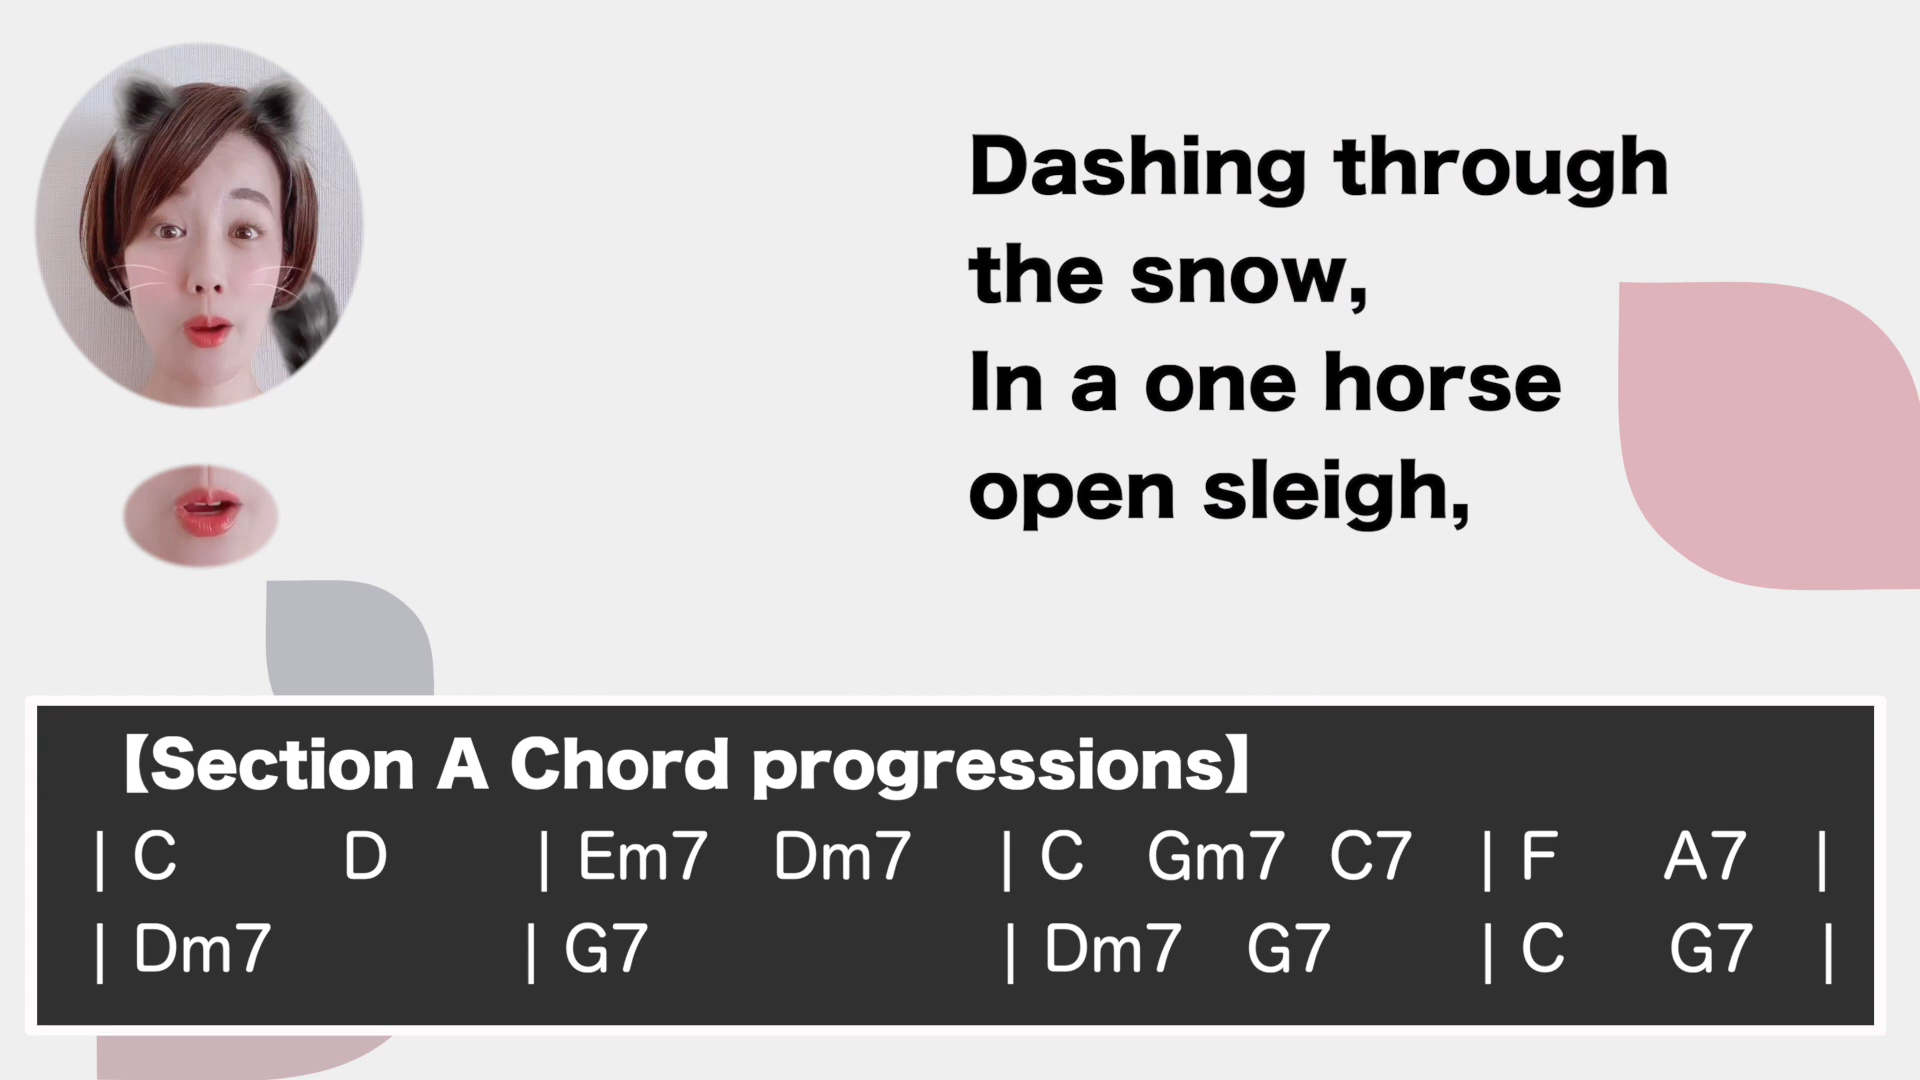 Dashing through
the snow,
In a one horse
open sleigh,
【Section A Chord progressions】
| C D | Em7 Dm7 | C Gm7 C7 | F A7 |
| Dm7 | G7 | Dm7 G7 | C G7 |